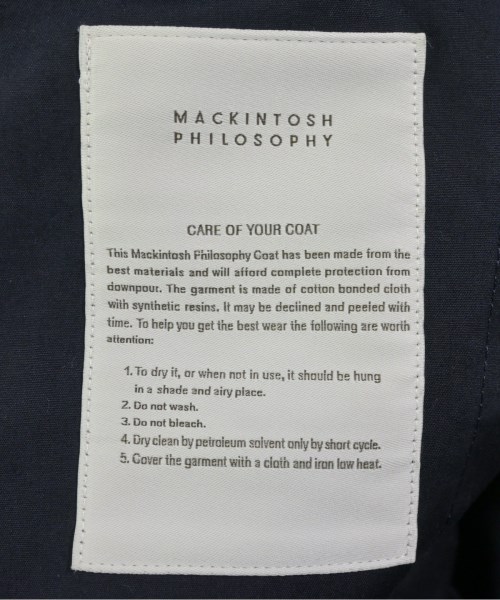 MACKINTOSH
PHILOSOPHY
CARE OF YOUR COAT
This Mackintosh Philosophy Coat has been made from the
best materials and will afford complete protection from
downpour. The garment is made of cotton bonded cloth
with synthetic resins. It may be declined and peeled with
time. To help you get the best wear the following are worth
attention:
1. To dry it, or when not in use, it should be hung
in a shade and airy place.
2. Do not wash.
3. Do not bleach.
4. Dry clean by petroleum solvent only by short cycle.
5. Cover the garment with a cloth and iron low heat.